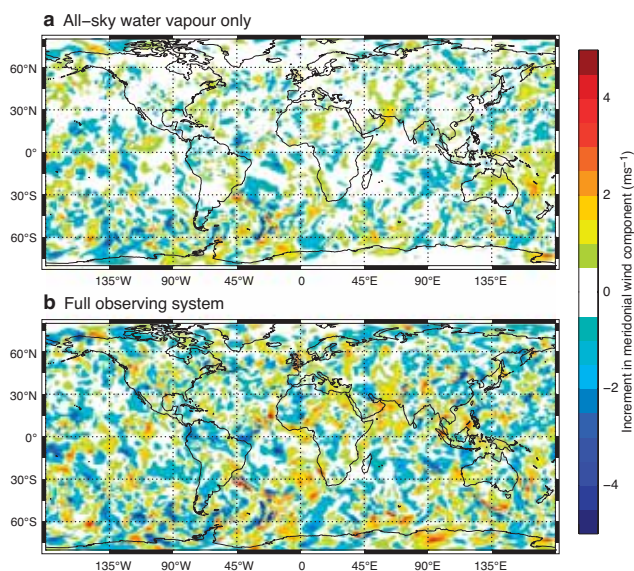 a All−sky water vapour only
60°N
30°N
0°
30°S
60°S
135°W 90°W 45°W 0 45°E 90°E 135°E
b Full observing system
60°N
30°N
0°
30°S
60°S
135°W 90°W 45°W 0° 45°E 90°E 135°E
4
2
0
−2
−4
Increment in meridonial wind component (ms⁻¹)